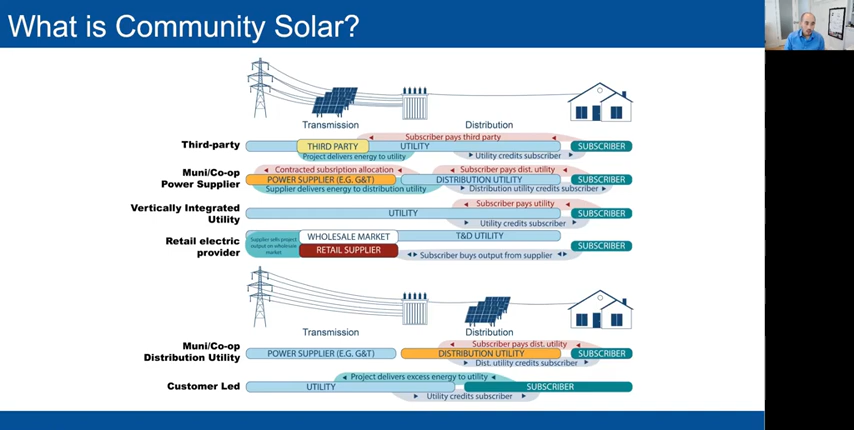 What is Community Solar?
Transmission
Distribution
Subscriber pays third party
Third-party
THIRD PARTY
UTILITY
SUBSCRIBER
Project delivers energy to utility
Utility credits subscriber
Contracted subsription allocation
Subscriber pays dist. utility
Muni/Co-op
Power Supplier
POWER SUPPLIER (E.G. G&T)
DISTRIBUTION UTILITY
SUBSCRIBER
Supplier delivers energy to distribution utility
Distribution utility credits subscriber
Subscriber pays utility
Vertically Integrated
Utility
UTILITY
SUBSCRIBER
Utility credits subscriber
Retail electric
provider
Supplier sells project
output on wholesale
market
WHOLESALE MARKET
T&D UTILITY
RETAIL SUPPLIER
SUBSCRIBER
Subscriber buys output from supplier
Transmission
Distribution
Subscriber pays dist. utility
Muni/Co-op
Distribution Utility
POWER SUPPLIER (E.G. G&T)
DISTRIBUTION UTILITY
SUBSCRIBER
Dist. utility credits subscriber
Project delivers excess energy to utility
Customer Led
UTILITY
SUBSCRIBER
Utility credits subscriber